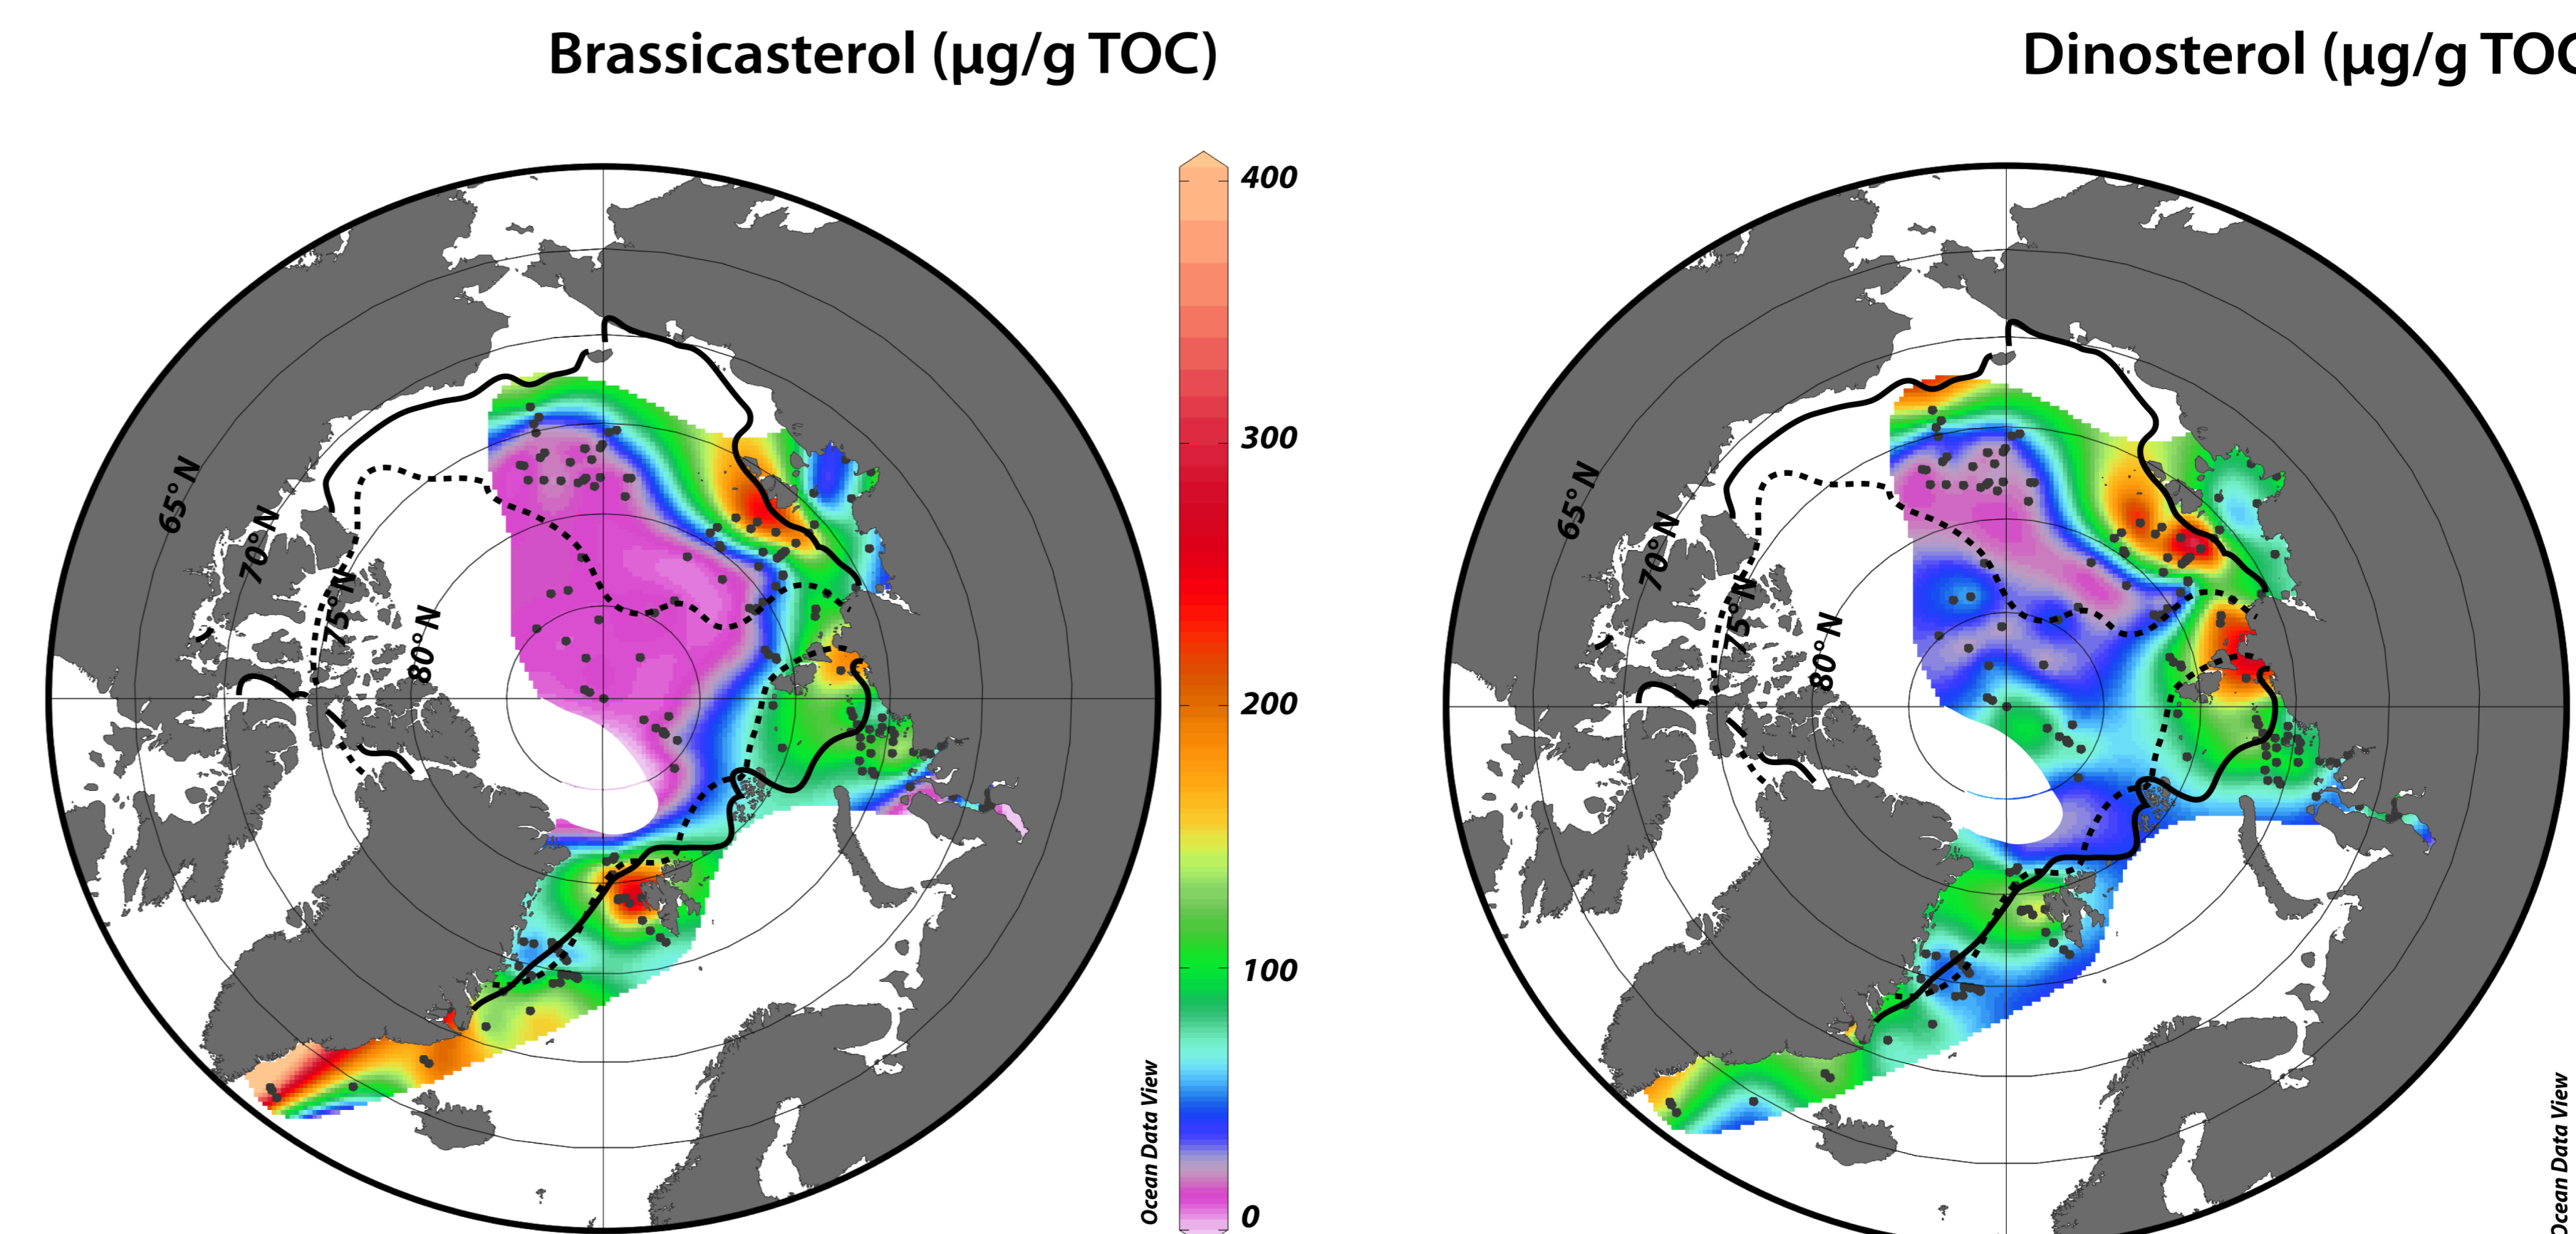 Brassicasterol (µg/g TOC)
Dinosterol (µg/g TOC
400
300
200
100
0
65°N
70°N
75°N
80°N
Ocean Data View
65°N
70°N
75°N
80°N
Ocean Data View